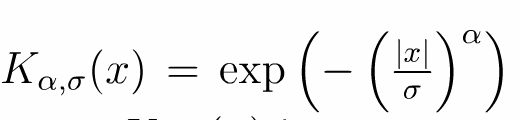 K_{α,σ}(x) = exp(−(|x|/σ)^α)